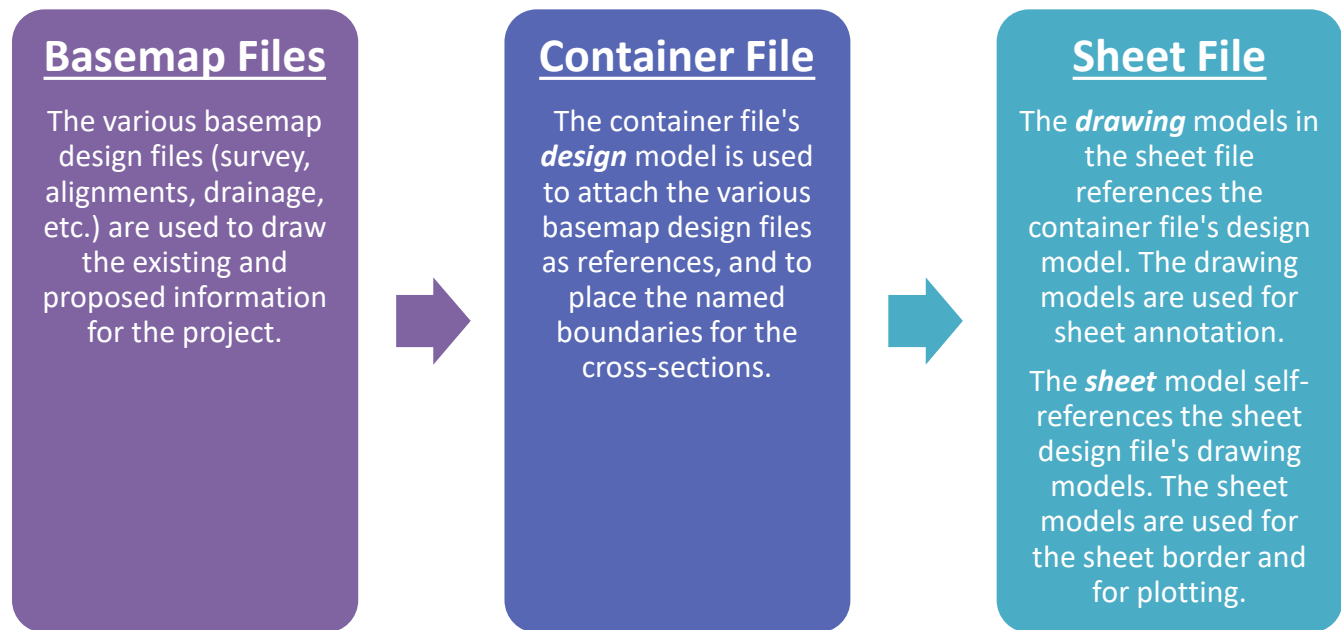 Basemap Files
The various basemap
design files (survey,
alignments, drainage,
etc.) are used to draw
the existing and
proposed information
for the project.
Container File
The container file's
design model is used
to attach the various
basemap design files
as references, and to
place the named
boundaries for the
cross-sections.
Sheet File
The drawing models in
the sheet file
references the
container file's design
model. The drawing
models are used for
sheet annotation.
The sheet model self-
references the sheet
design file's drawing
models. The sheet
models are used for
the sheet border and
for plotting.